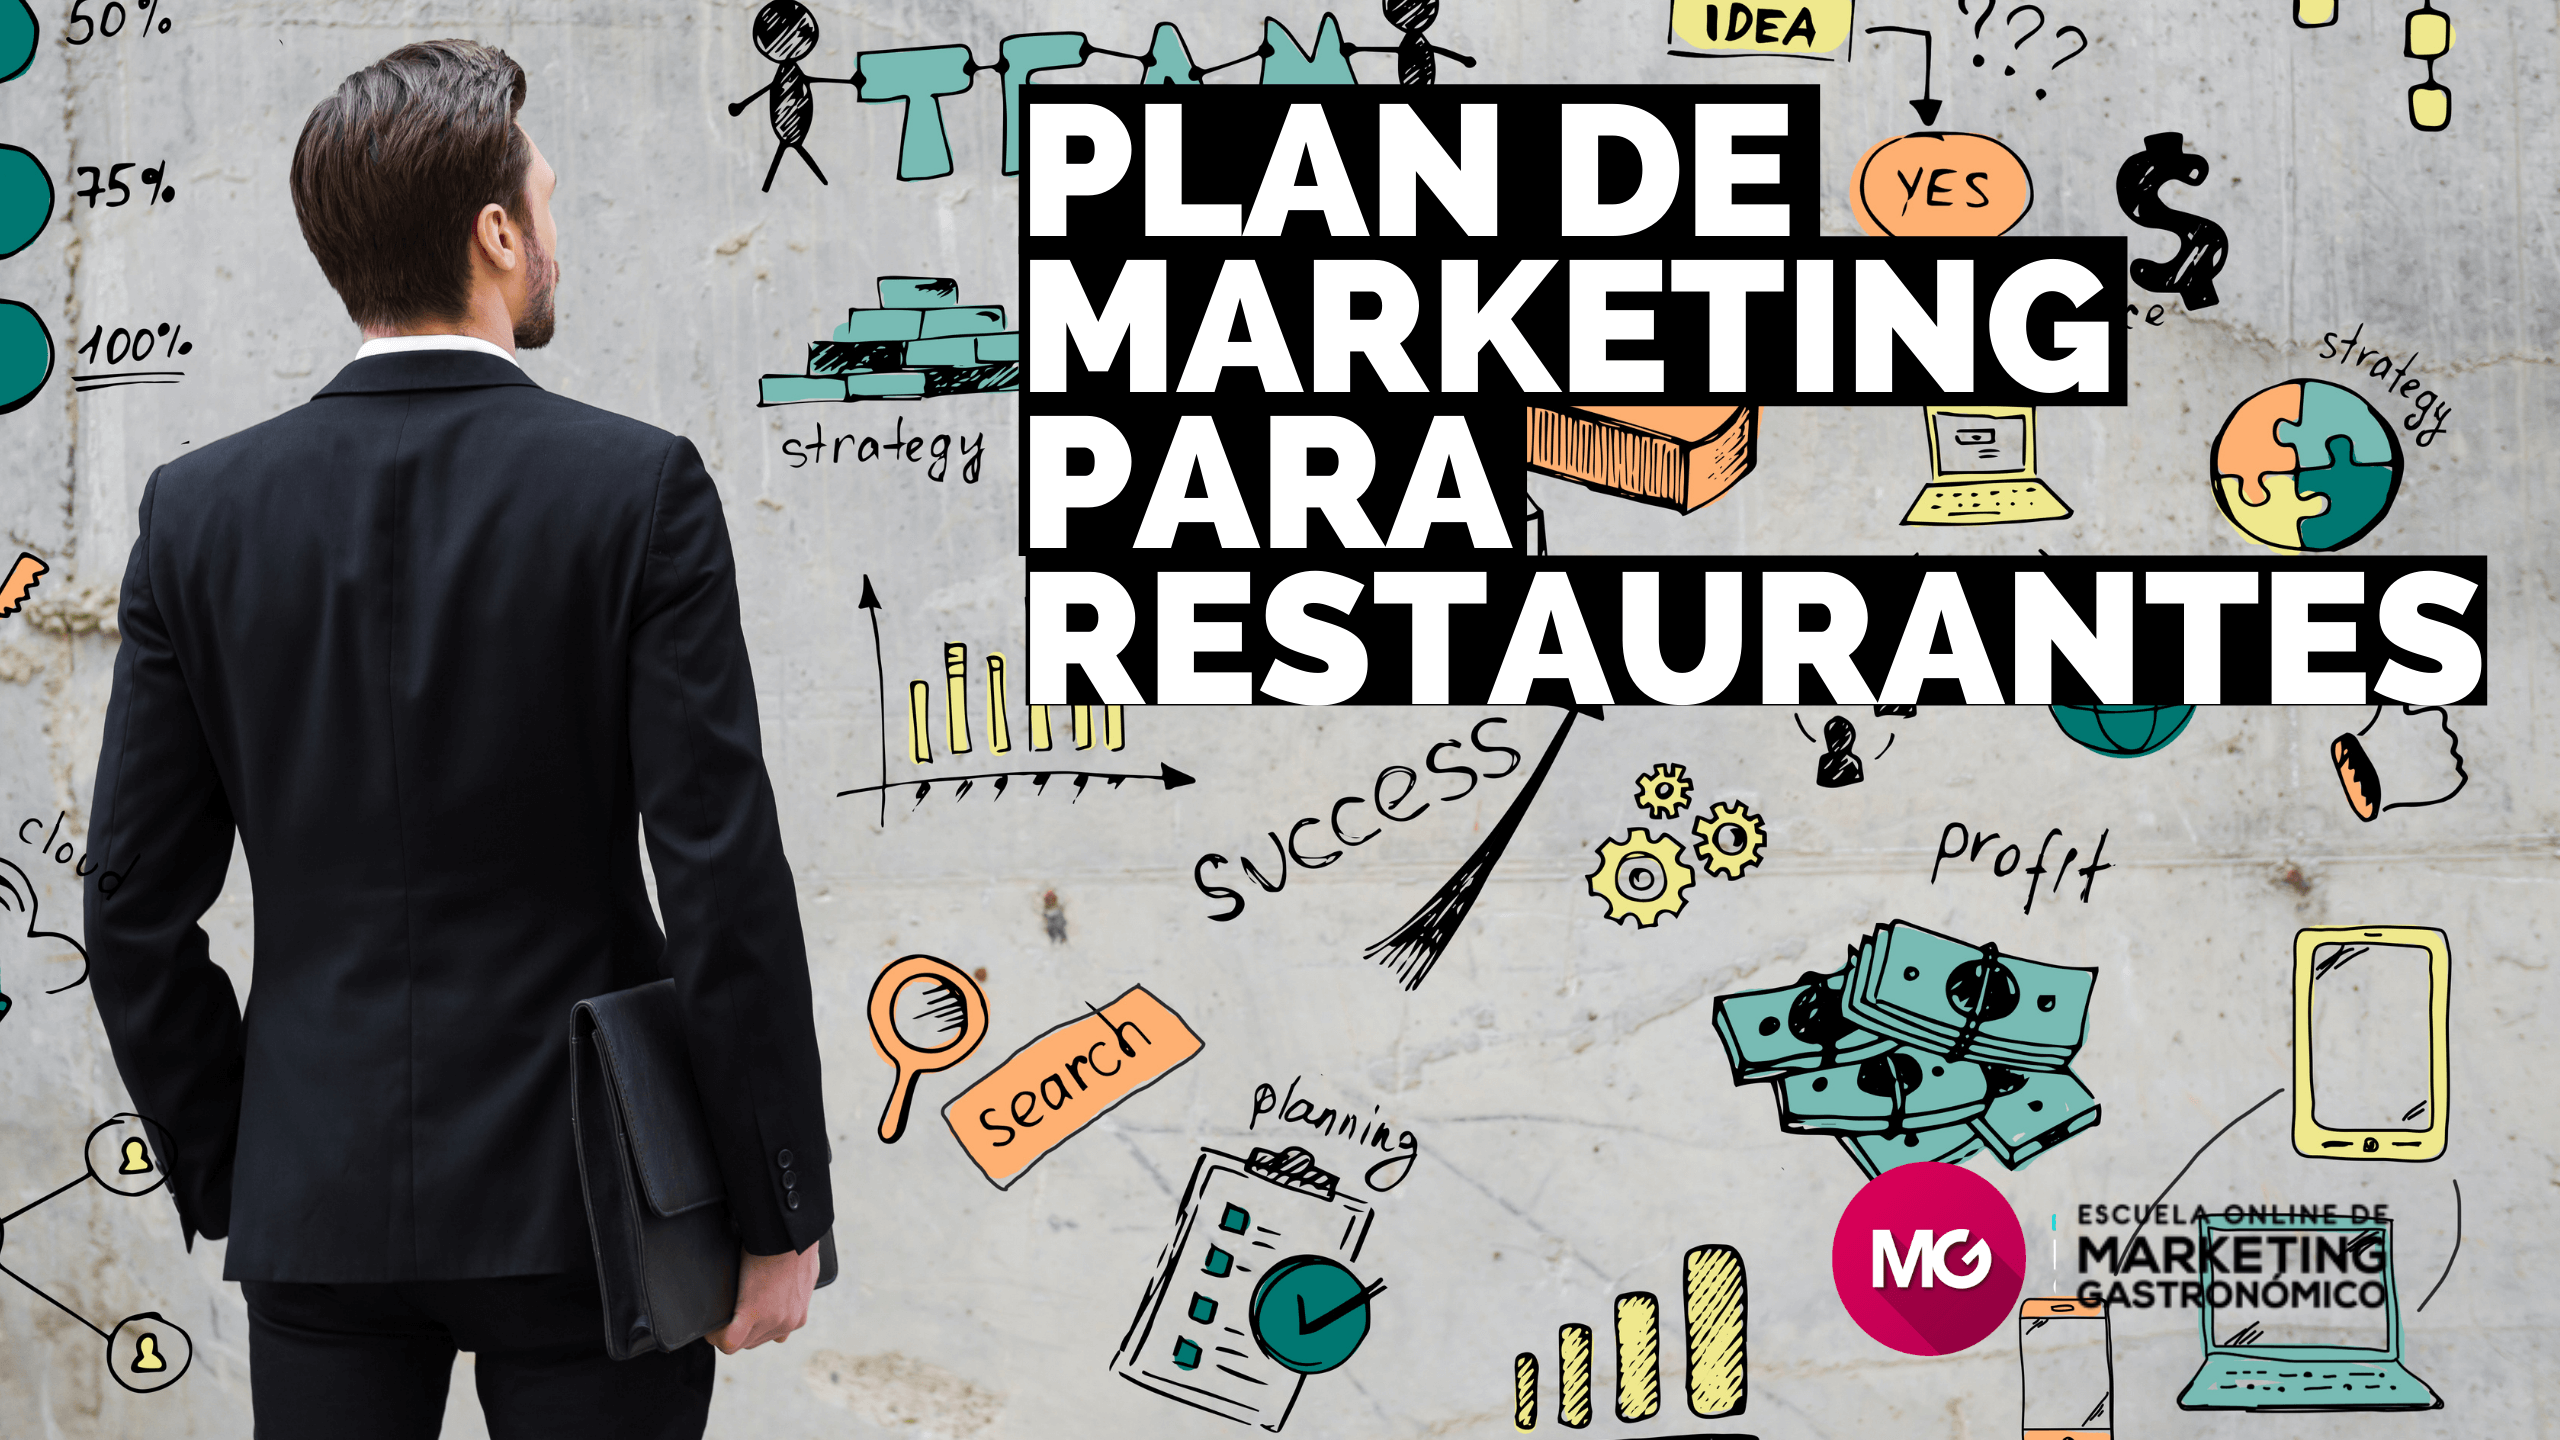 50%
75%
100%
TEAM
IDEA
???
YES
$
PLAN DE
MARKETING
PARA
RESTAURANTES
strategy
strategy
cloud
success
profit
search
planning
MG
ESCUELA ONLINE DE
MARKETING
GASTRONÓMICO